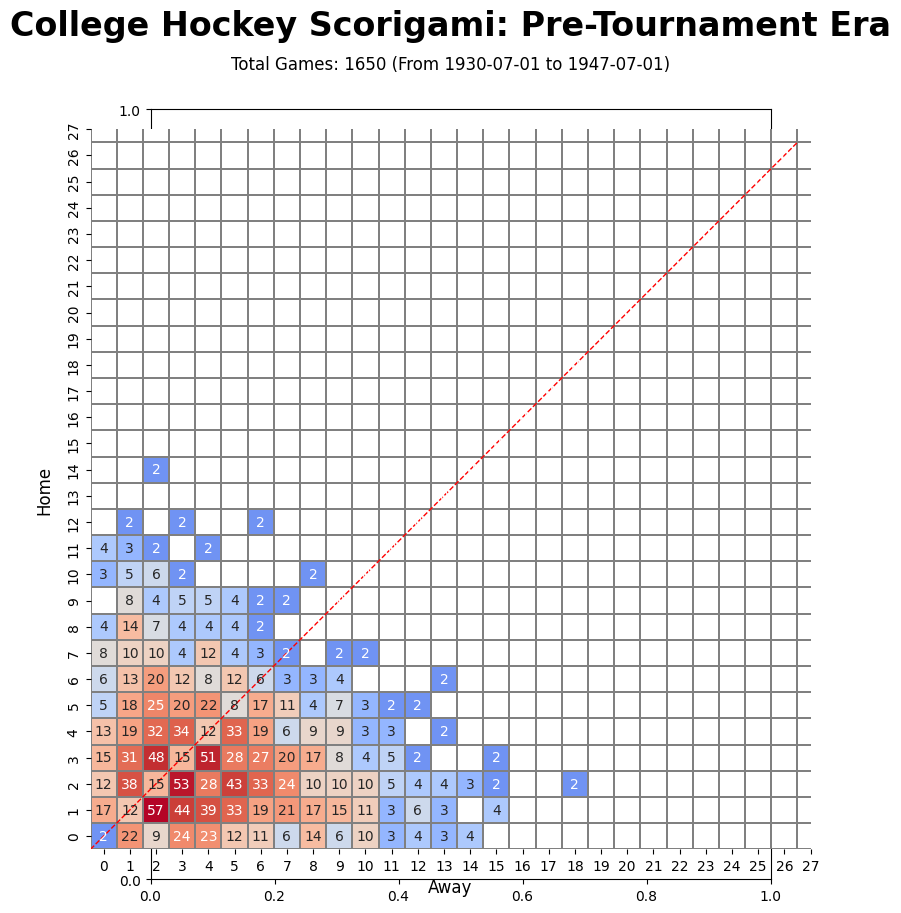 College Hockey Scorigami: Pre-Tournament Era
Total Games: 1650 (From 1930-07-01 to 1947-07-01)
1.0
27
26
25
24
23
22
21
20
19
18
17
16
15
14 2
13
12 2 2 2
11 4 3 2 2
10 3 5 6 2 2
9 8 4 5 5 4 2 2
8 4 14 7 4 4 4 2
7 8 10 10 4 12 4 3 2 2 2
6 6 13 20 12 8 12 6 3 3 4 2
5 5 18 25 20 22 8 17 11 4 7 3 2 2
4 13 19 32 34 12 33 19 6 9 9 3 3 2
3 15 31 48 15 51 28 27 20 17 8 4 5 2 2
2 12 38 15 53 28 43 33 24 10 10 10 5 4 4 3 2 2
1 17 12 57 44 39 33 19 21 17 15 11 3 6 3 4
0 2 22 9 24 23 12 11 6 14 6 10 3 4 3 4
Home
0 1 2 3 4 5 6 7 8 9 10 11 12 13 14 15 16 17 18 19 20 21 22 23 24 25 26 27
0.0
Away
0.0 0.2 0.4 0.6 0.8 1.0